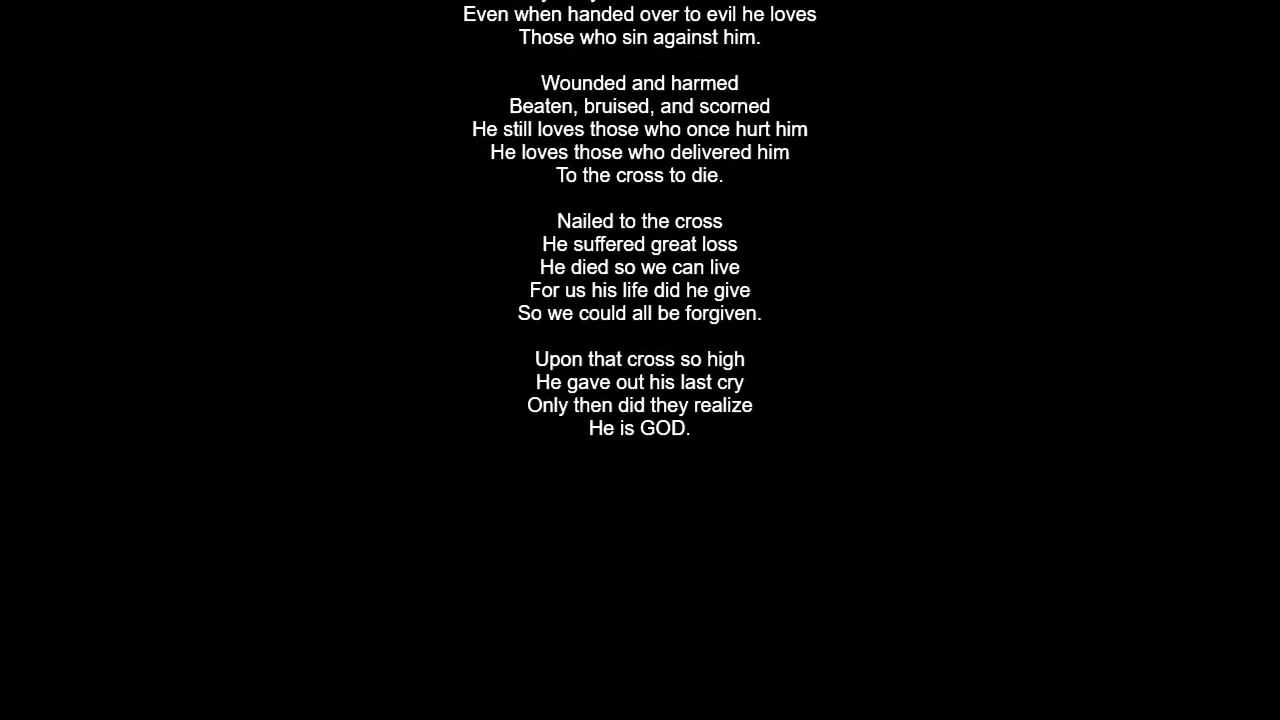 Even when handed over to evil he loves
Those who sin against him.
Wounded and harmed
Beaten, bruised, and scorned
He still loves those who once hurt him
He loves those who delivered him
To the cross to die.
Nailed to the cross
He suffered great loss
He died so we can live
For us his life did he give
So we could all be forgiven.
Upon that cross so high
He gave out his last cry
Only then did they realize
He is GOD.